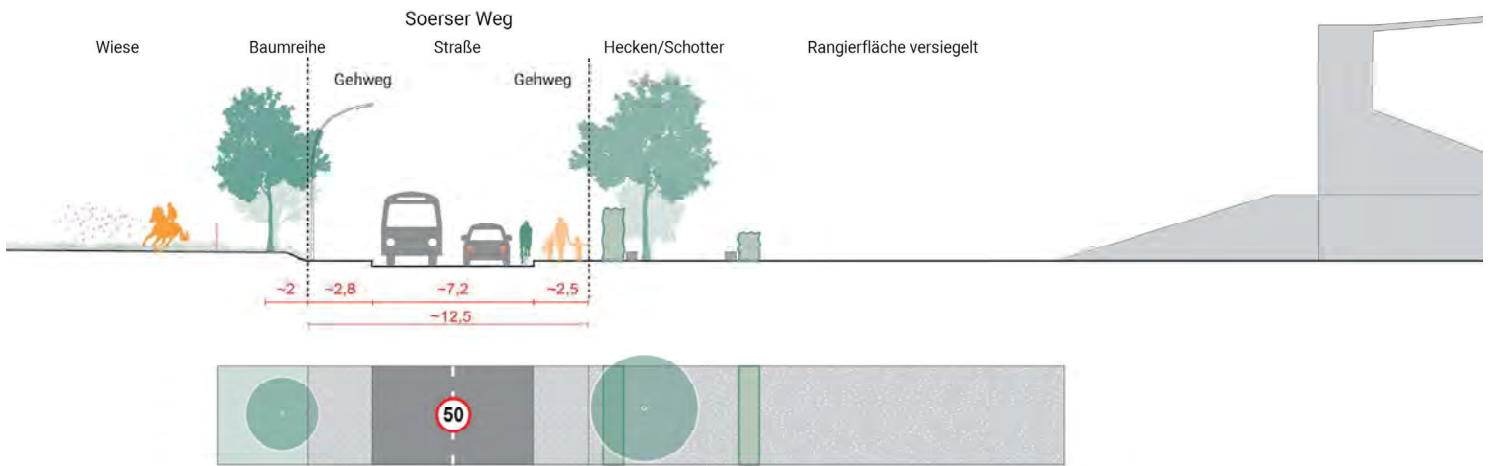 Soerser Weg
Wiese
Baumreihe
Straße
Hecken/Schotter
Rangierfläche versiegelt
Gehweg
Gehweg
~2
~2,8
~7,2
~2,5
~12,5
50